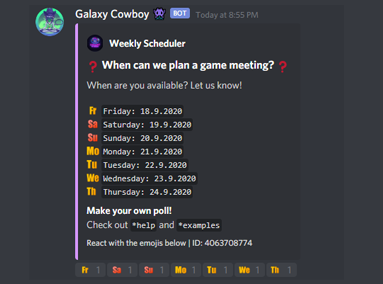 Galaxy Cowboy BOT Today at 8:55 PM
Weekly Scheduler
❓ When can we plan a game meeting? ❓
When are you available? Let us know!
Fr Friday: 18.9.2020
Sa Saturday: 19.9.2020
Su Sunday: 20.9.2020
Mo Monday: 21.9.2020
Tu Tuesday: 22.9.2020
We Wednesday: 23.9.2020
Th Thursday: 24.9.2020
Make your own poll!
Check out *help and *examples
React with the emojis below | ID: 4063708774
Fr 1 Sa 1 Su 1 Mo 1 Tu 1 We 1 Th 1